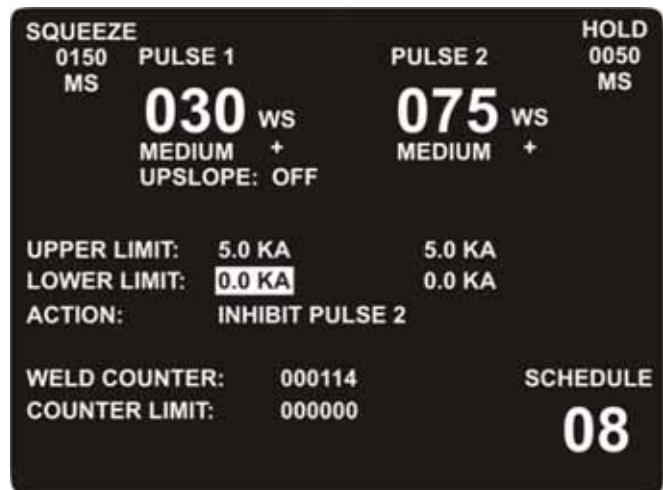 SQUEEZE HOLD
0150 PULSE 1 PULSE 2 0050
MS MS
030 WS 075 WS
MEDIUM + MEDIUM +
UPSLOPE: OFF
UPPER LIMIT: 5.0 KA 5.0 KA
LOWER LIMIT: 0.0 KA 0.0 KA
ACTION: INHIBIT PULSE 2
WELD COUNTER: 000114 SCHEDULE
COUNTER LIMIT: 000000 08